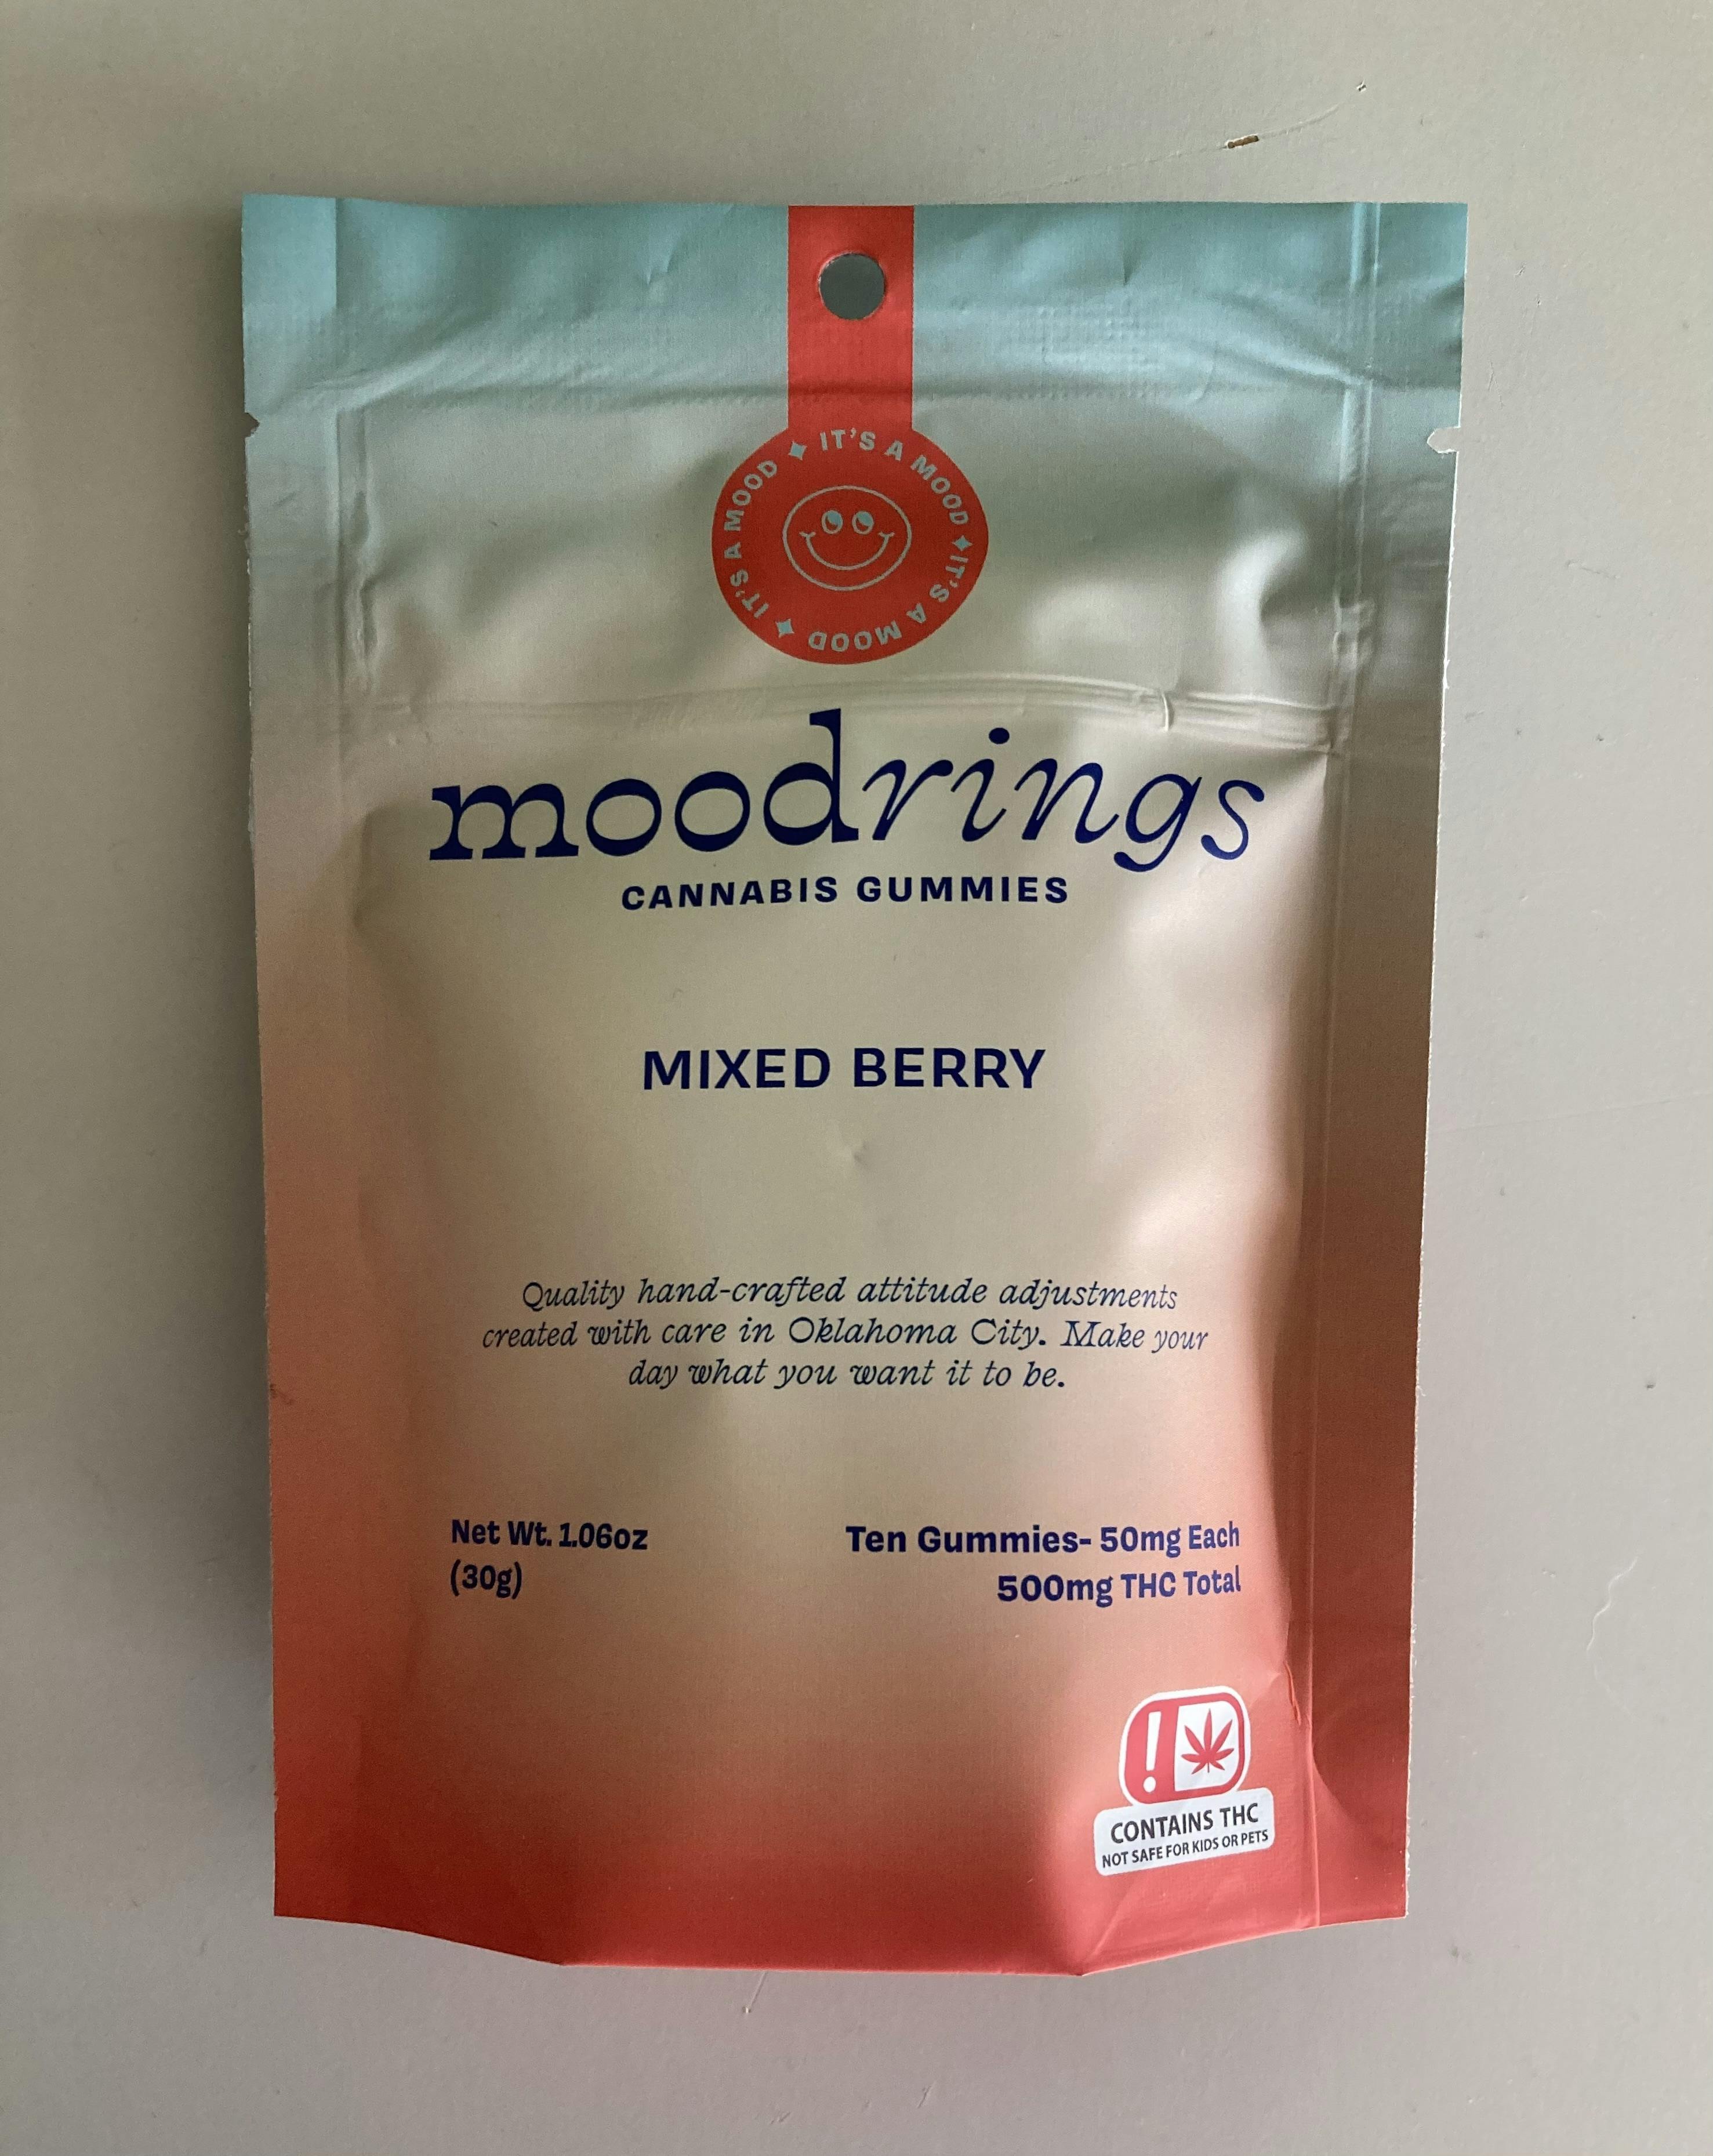 IT'S A MOOD ✦ IT'S A MOOD ✦ IT'S A MOOD ✦
moodrings
CANNABIS GUMMIES
MIXED BERRY
Quality hand-crafted attitude adjustments
created with care in Oklahoma City. Make your
day what you want it to be.
Net Wt. 1.06oz
(30g)
Ten Gummies- 50mg Each
500mg THC Total
!
CONTAINS THC
NOT SAFE FOR KIDS OR PETS